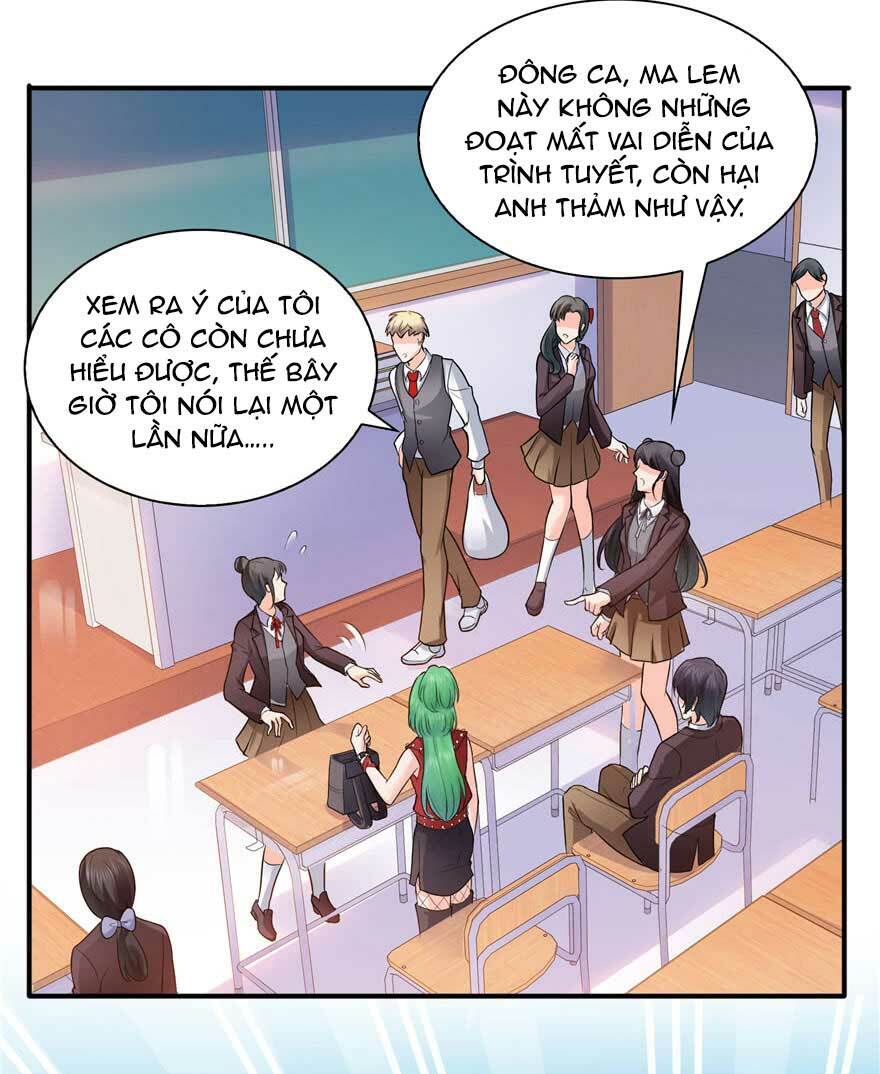 ĐÔNG CA, MA LEM
NÀY KHÔNG NHỮNG
ĐOẠT MẤT VAI DIỄN CỦA
TRÌNH TUYẾT, CÒN HẠI
ANH THẢM NHƯ VẬY.
XEM RA Ý CỦA TÔI
CÁC CÔ CÒN CHƯA
HIỂU ĐƯỢC, THẾ BÂY
GIỜ TÔI NÓI LẠI MỘT
LẦN NỮA.....